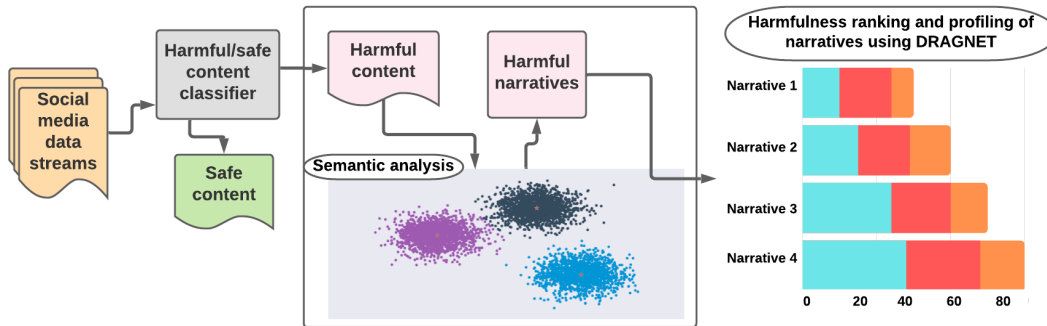 Social
media
data
streams
Harmful/safe
content
classifier
Safe
content
Harmful
content
Harmful
narratives
Semantic analysis
Harmfulness ranking and profiling of
narratives using DRAGNET
Narrative 1
Narrative 2
Narrative 3
Narrative 4
0 20 40 60 80